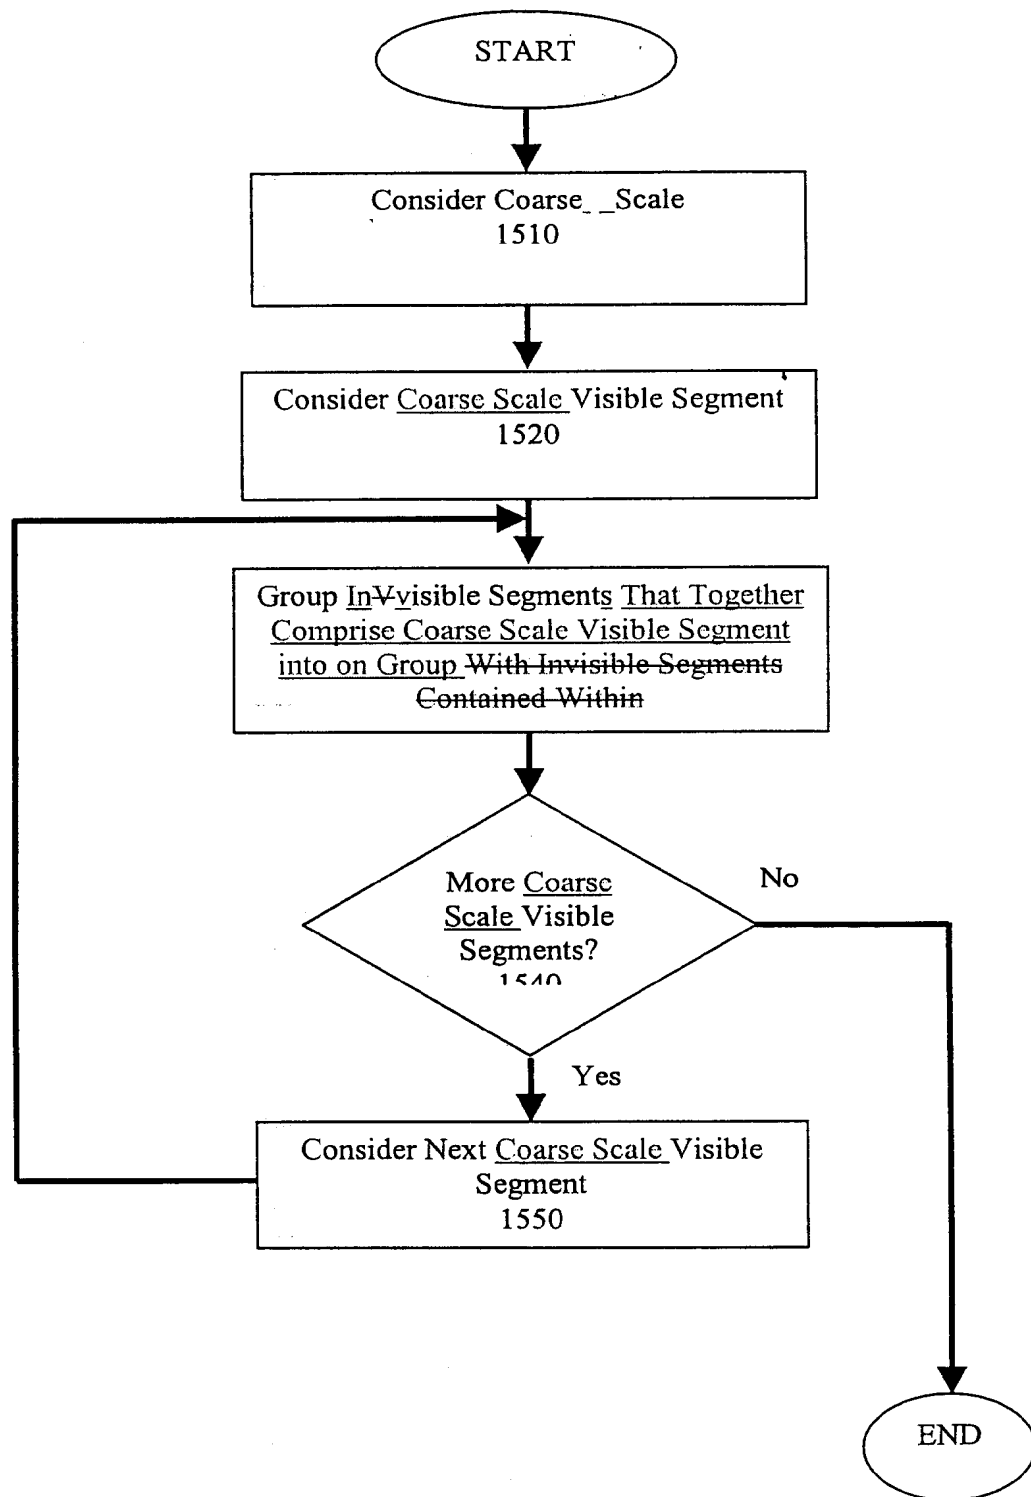 START
Consider Coarse_ _Scale
1510
Consider Coarse Scale Visible Segment
1520
Group InVvisible Segments That Together
Comprise Coarse Scale Visible Segment
into on Group With Invisible Segments
Contained Within
More Coarse
Scale Visible
Segments?
1540
No
Yes
Consider Next Coarse Scale Visible
Segment
1550
END